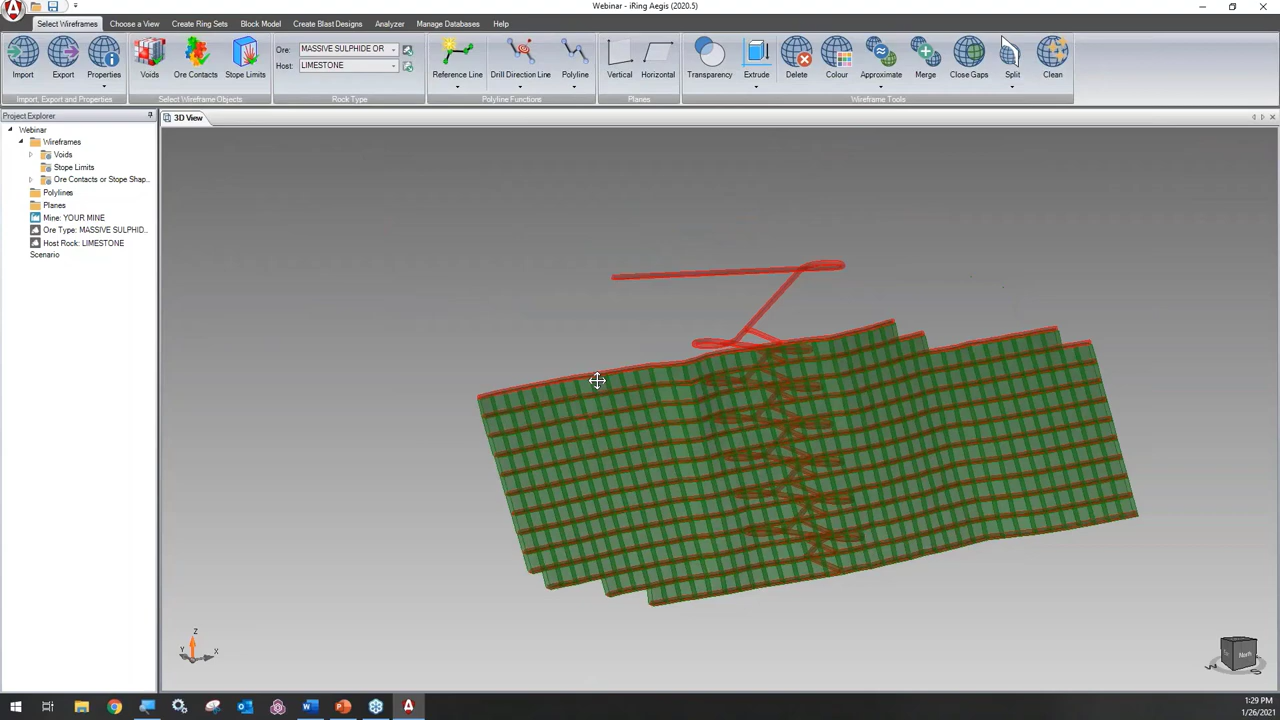 Webinar - iRing Aegis (2020.5)
Select Wireframes
Choose a View
Create Ring Sets
Block Model
Create Blast Designs
Analyzer
Manage Databases
Help
Import
Export
Properties
Voids
Ore Contacts
Stope Limits
Ore: MASSIVE SULPHIDE OR
Host: LIMESTONE
Reference Line
Drill Direction Line
Polyline
Vertical
Horizontal
Transparency
Extrude
Delete
Colour
Approximate
Merge
Close Gaps
Split
Clean
Import, Export and Properties
Select Wireframe Objects
Rock Type
Polyline Functions
Planes
Wireframe Tools
Project Explorer
3D View
Webinar
Wireframes
Voids
Stope Limits
Ore Contacts or Stope Shap...
Polylines
Planes
Mine: YOUR MINE
Ore Type: MASSIVE SULPHID...
Host Rock: LIMESTONE
Scenario
Z
Y
X
North
1:29 PM
1/26/2021